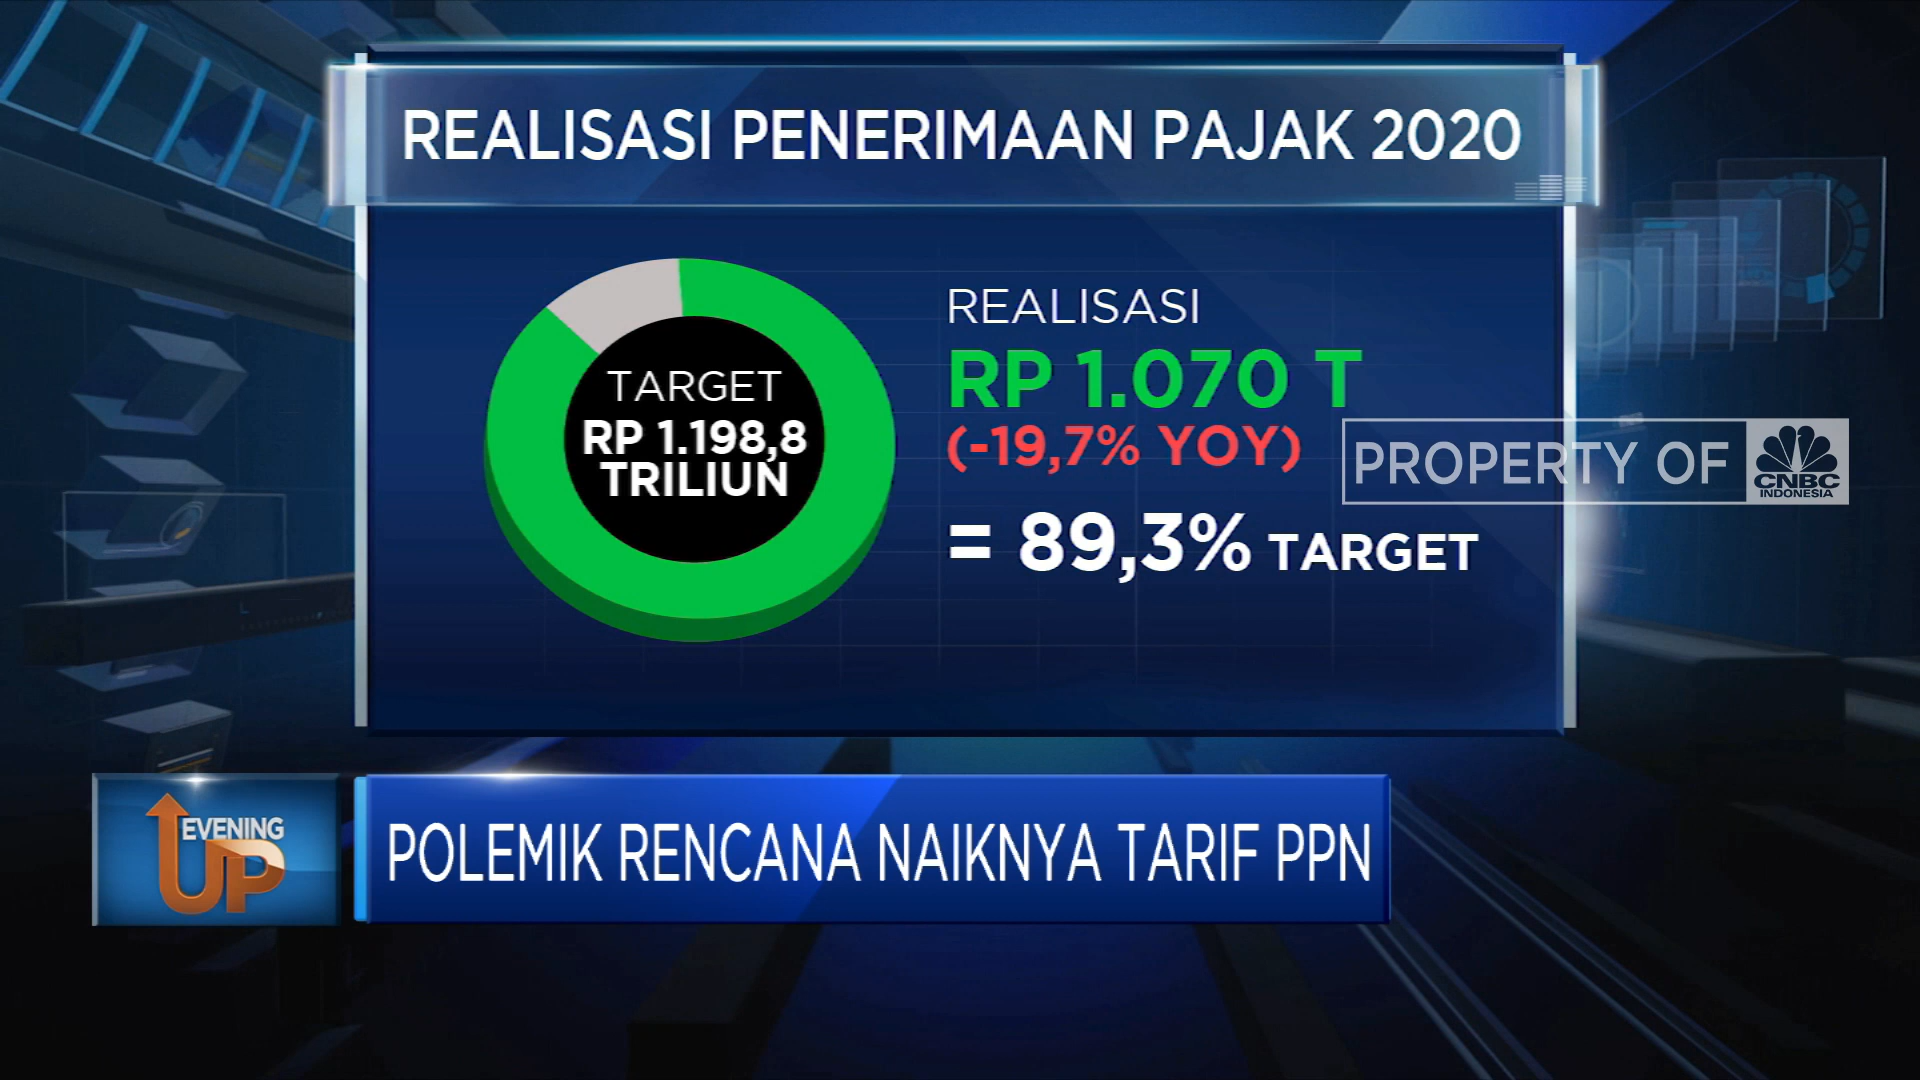 REALISASI PENERIMAAN PAJAK 2020
TARGET
RP 1.198,8
TRILIUN
REALISASI
RP 1.070 T
(-19,7% YOY)
= 89,3% TARGET
PROPERTY OF
CNBC
INDONESIA
EVENING
UP
POLEMIK RENCANA NAIKNYA TARIF PPN